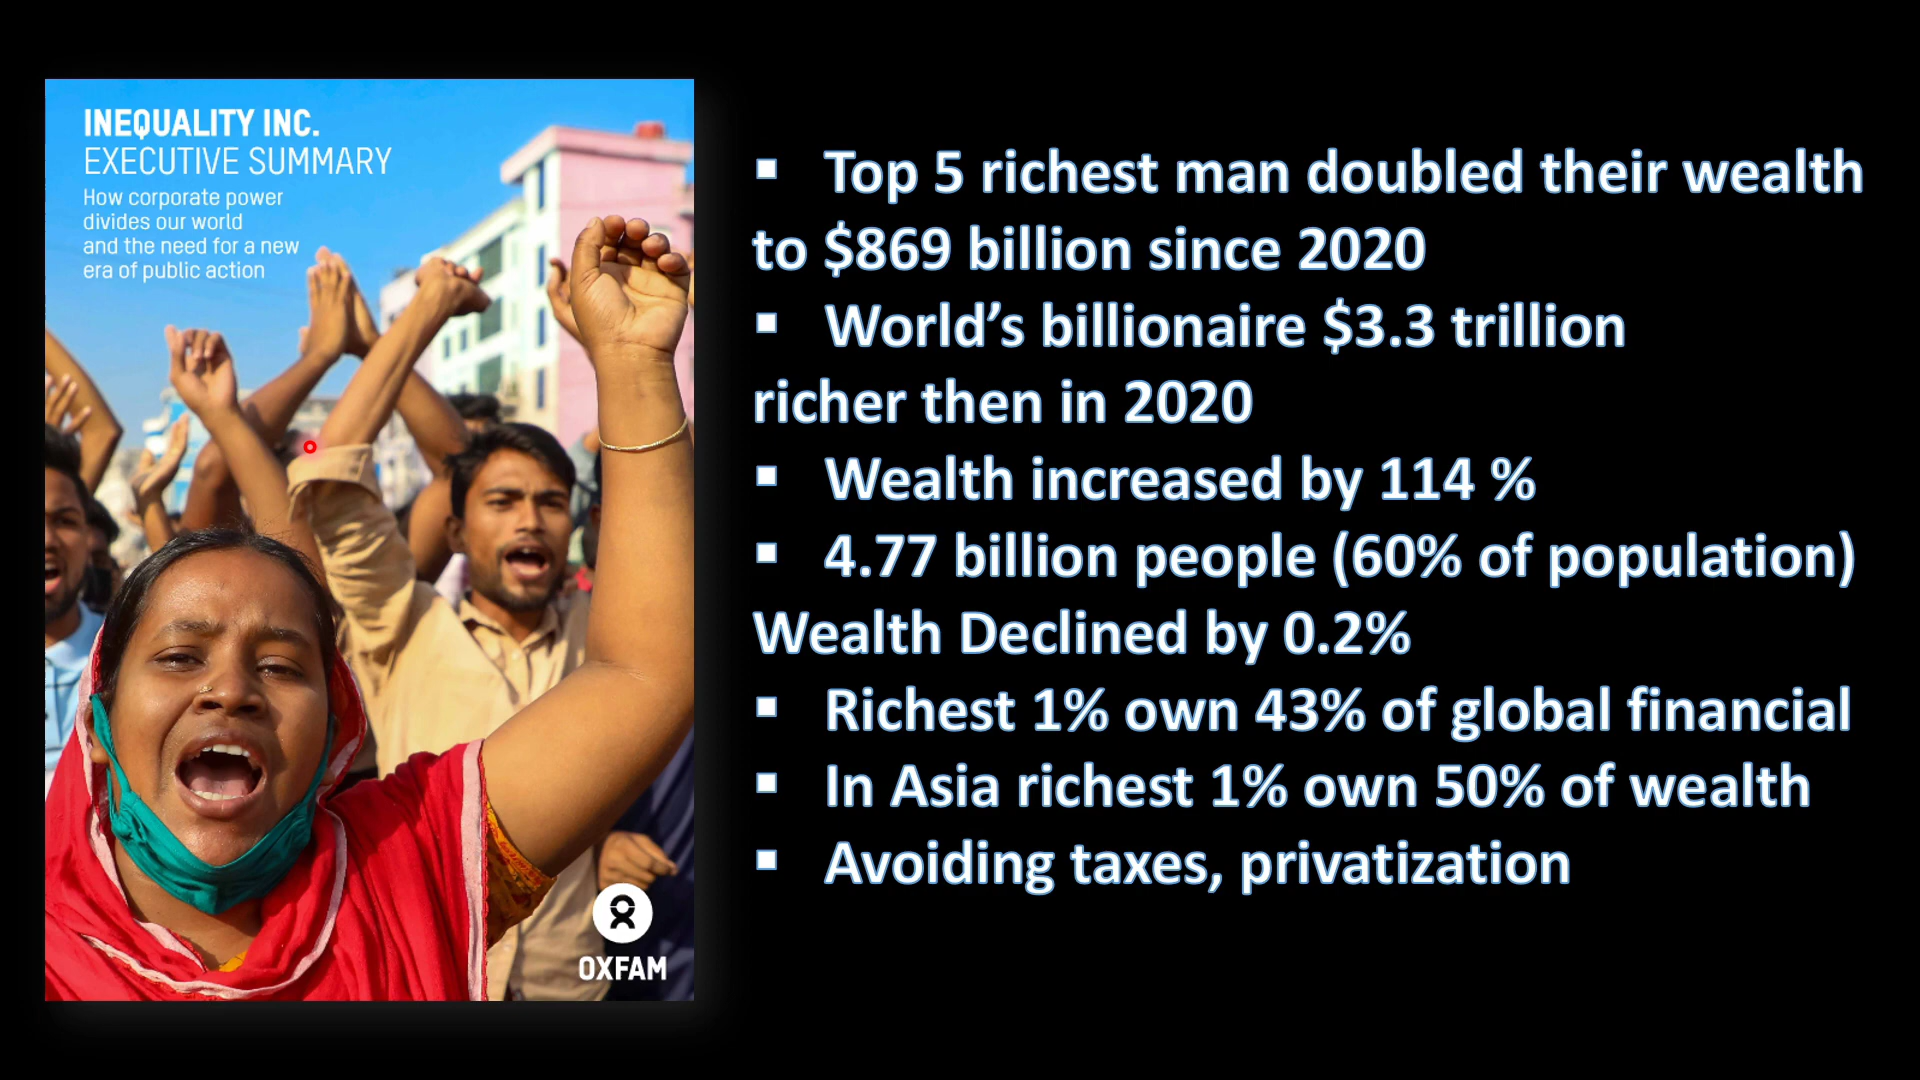 INEQUALITY INC.
EXECUTIVE SUMMARY
How corporate power
divides our world
and the need for a new
era of public action
OXFAM
▪ Top 5 richest man doubled their wealth
to $869 billion since 2020
▪ World’s billionaire $3.3 trillion
richer then in 2020
▪ Wealth increased by 114 %
▪ 4.77 billion people (60% of population)
Wealth Declined by 0.2%
▪ Richest 1% own 43% of global financial
▪ In Asia richest 1% own 50% of wealth
▪ Avoiding taxes, privatization